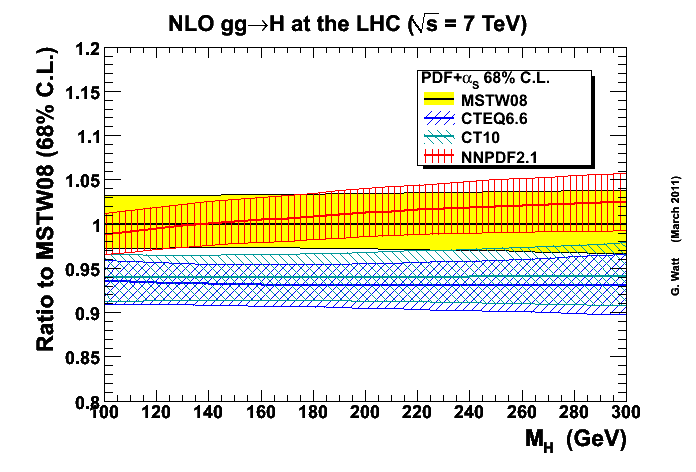 NLO gg→H at the LHC (√s = 7 TeV)
Ratio to MSTW08 (68% C.L.)
1.2
1.15
1.1
1.05
1
0.95
0.9
0.85
0.8
PDF+αS 68% C.L.
MSTW08
CTEQ6.6
CT10
NNPDF2.1
100 120 140 160 180 200 220 240 260 280 300
MH (GeV)
G. Watt (March 2011)